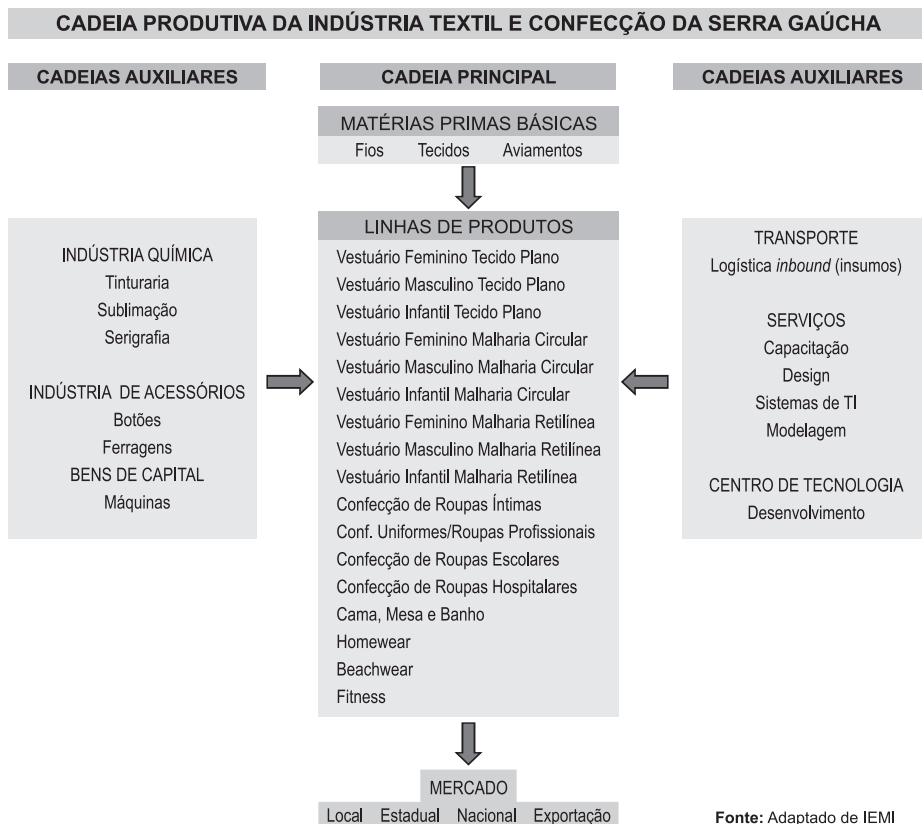 CADEIA PRODUTIVA DA INDÚSTRIA TEXTIL E CONFECÇÃO DA SERRA GAÚCHA
CADEIAS AUXILIARES
INDÚSTRIA QUÍMICA
Tinturaria
Sublimação
Serigrafia
INDÚSTRIA DE ACESSÓRIOS
Botões
Ferragens
BENS DE CAPITAL
Máquinas
CADEIA PRINCIPAL
MATÉRIAS PRIMAS BÁSICAS
Fios Tecidos Aviamentos
LINHAS DE PRODUTOS
Vestuário Feminino Tecido Plano
Vestuário Masculino Tecido Plano
Vestuário Infantil Tecido Plano
Vestuário Feminino Malharia Circular
Vestuário Masculino Malharia Circular
Vestuário Infantil Malharia Circular
Vestuário Feminino Malharia Retilínea
Vestuário Masculino Malharia Retilínea
Vestuário Infantil Malharia Retilínea
Confecção de Roupas Íntimas
Conf. Uniformes/Roupas Profissionais
Confecção de Roupas Escolares
Confecção de Roupas Hospitalares
Cama, Mesa e Banho
Homewear
Beachwear
Fitness
MERCADO
Local Estadual Nacional Exportação
CADEIAS AUXILIARES
TRANSPORTE
Logística inbound (insumos)
SERVIÇOS
Capacitação
Design
Sistemas de TI
Modelagem
CENTRO DE TECNOLOGIA
Desenvolvimento
Fonte: Adaptado de IEMI